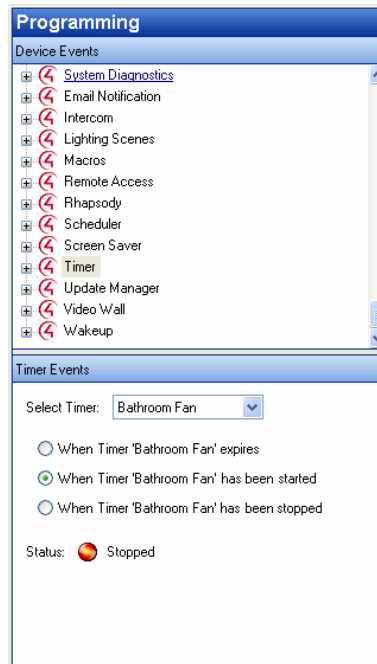 Programming
Device Events
System Diagnostics
Email Notification
Intercom
Lighting Scenes
Macros
Remote Access
Rhapsody
Scheduler
Screen Saver
Timer
Update Manager
Video Wall
Wakeup
Timer Events
Select Timer: Bathroom Fan
When Timer 'Bathroom Fan' expires
When Timer 'Bathroom Fan' has been started
When Timer 'Bathroom Fan' has been stopped
Status: Stopped